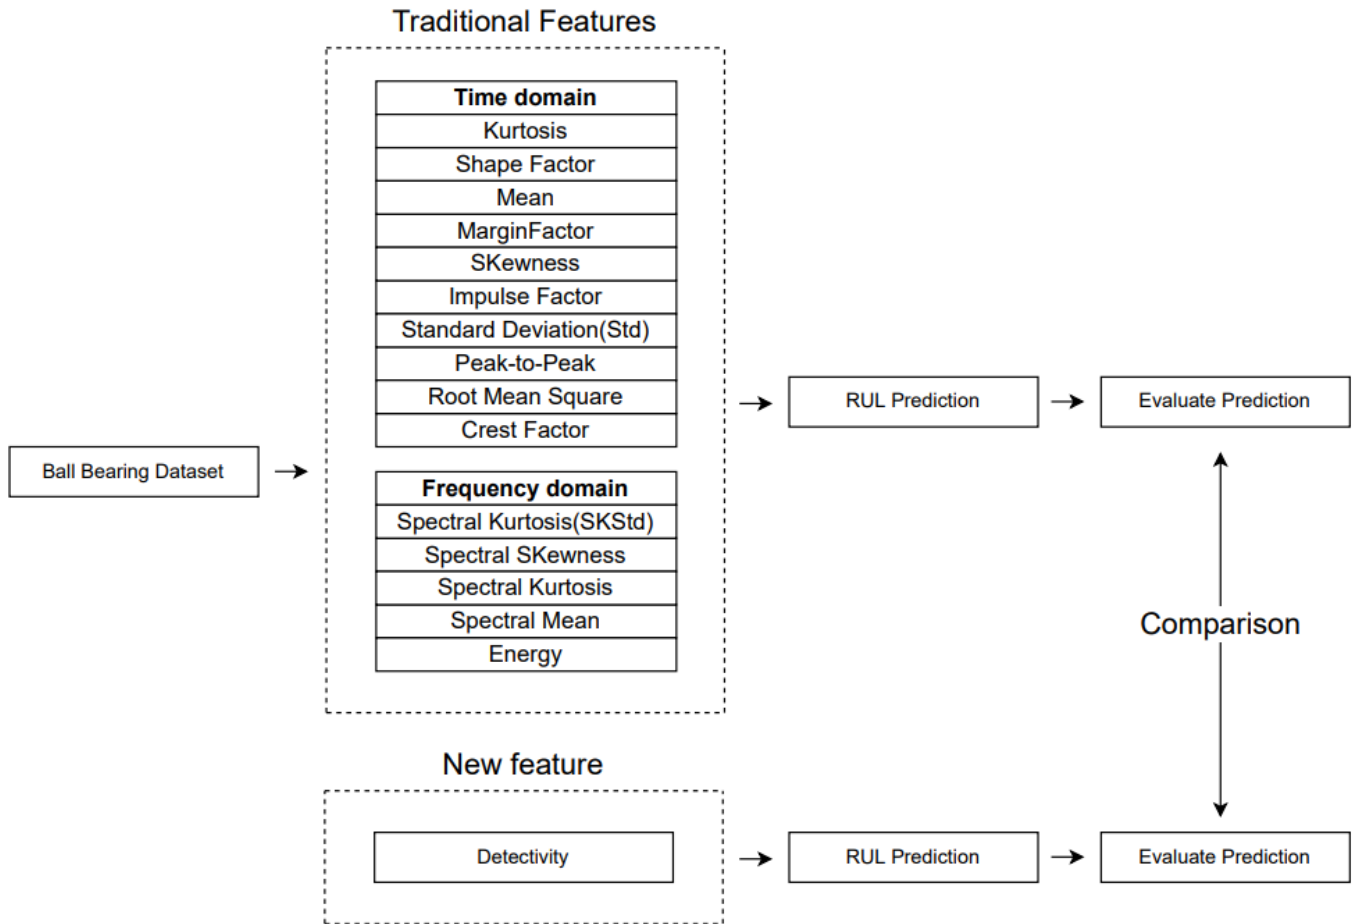 Traditional Features
Time domain
Kurtosis
Shape Factor
Mean
MarginFactor
SKewness
Impulse Factor
Standard Deviation(Std)
Peak-to-Peak
Root Mean Square
Crest Factor
RUL Prediction
Evaluate Prediction
Ball Bearing Dataset
Frequency domain
Spectral Kurtosis(SKStd)
Spectral SKewness
Spectral Kurtosis
Spectral Mean
Energy
Comparison
New feature
Detectivity
RUL Prediction
Evaluate Prediction